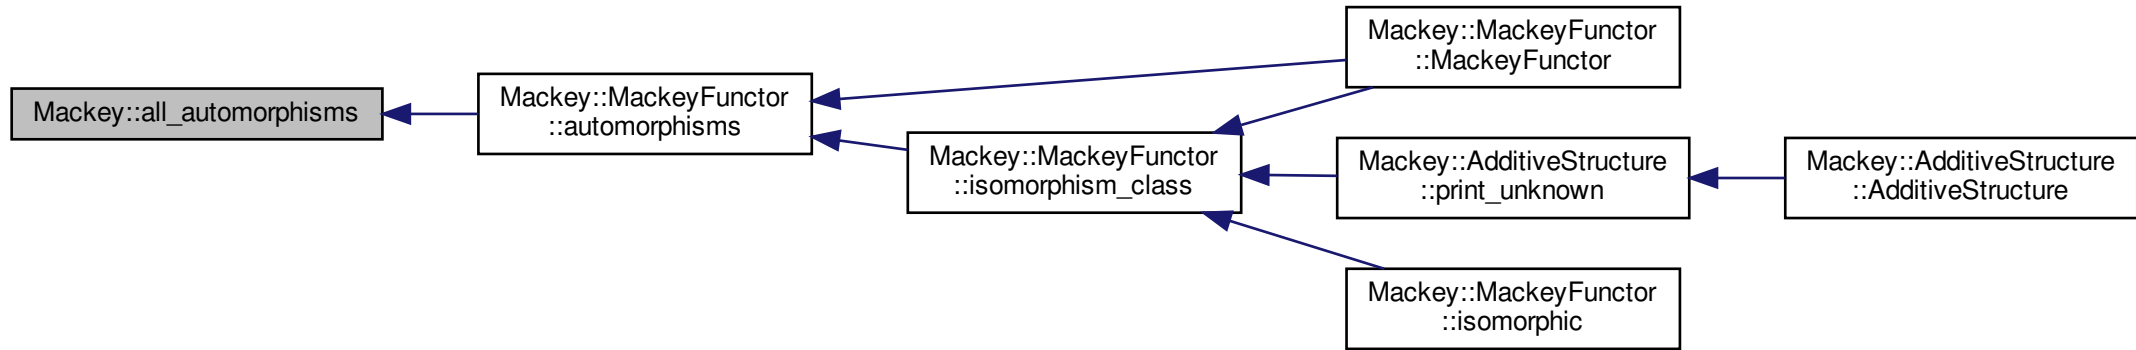 Mackey::all_automorphisms
Mackey::MackeyFunctor
::automorphisms
Mackey::MackeyFunctor
::MackeyFunctor
Mackey::MackeyFunctor
::isomorphism_class
Mackey::AdditiveStructure
::print_unknown
Mackey::AdditiveStructure
::AdditiveStructure
Mackey::MackeyFunctor
::isomorphic